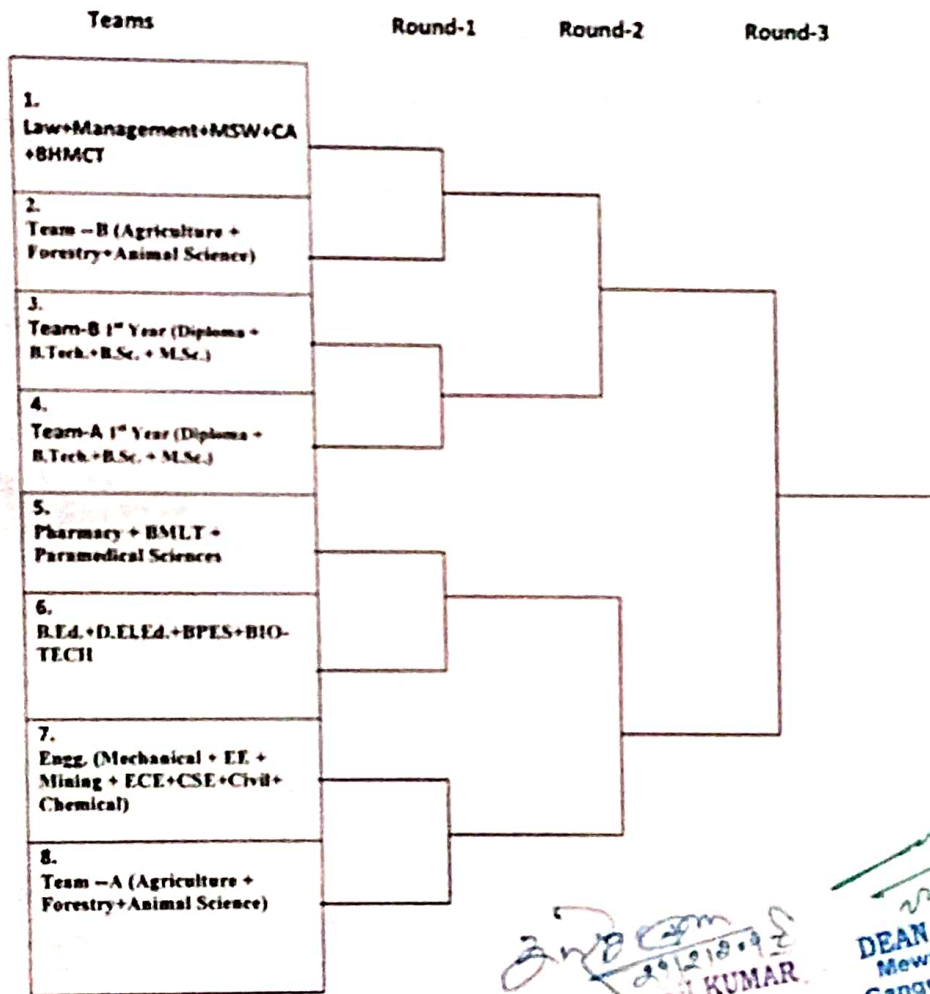 Teams Round-1 Round-2 Round-3
1.
Law+Management+MSW+CA
+BHMCT
2.
Team –B (Agriculture +
Forestry+Animal Science)
3.
Team-B 1st Year (Diploma +
B.Tech.+B.Sc. + M.Sc.)
4.
Team-A 1st Year (Diploma +
B.Tech.+B.Sc. + M.Sc.)
5.
Pharmacy + BMLT +
Paramedical Sciences
6.
B.Ed.+D.El.Ed.+BPES+BIO-
TECH
7.
Engg. (Mechanical + EE +
Mining + ECE+CSE+Civil+
Chemical)
8.
Team –A (Agriculture +
Forestry+Animal Science)
KUMAR
DEAN
Mew
Gangr